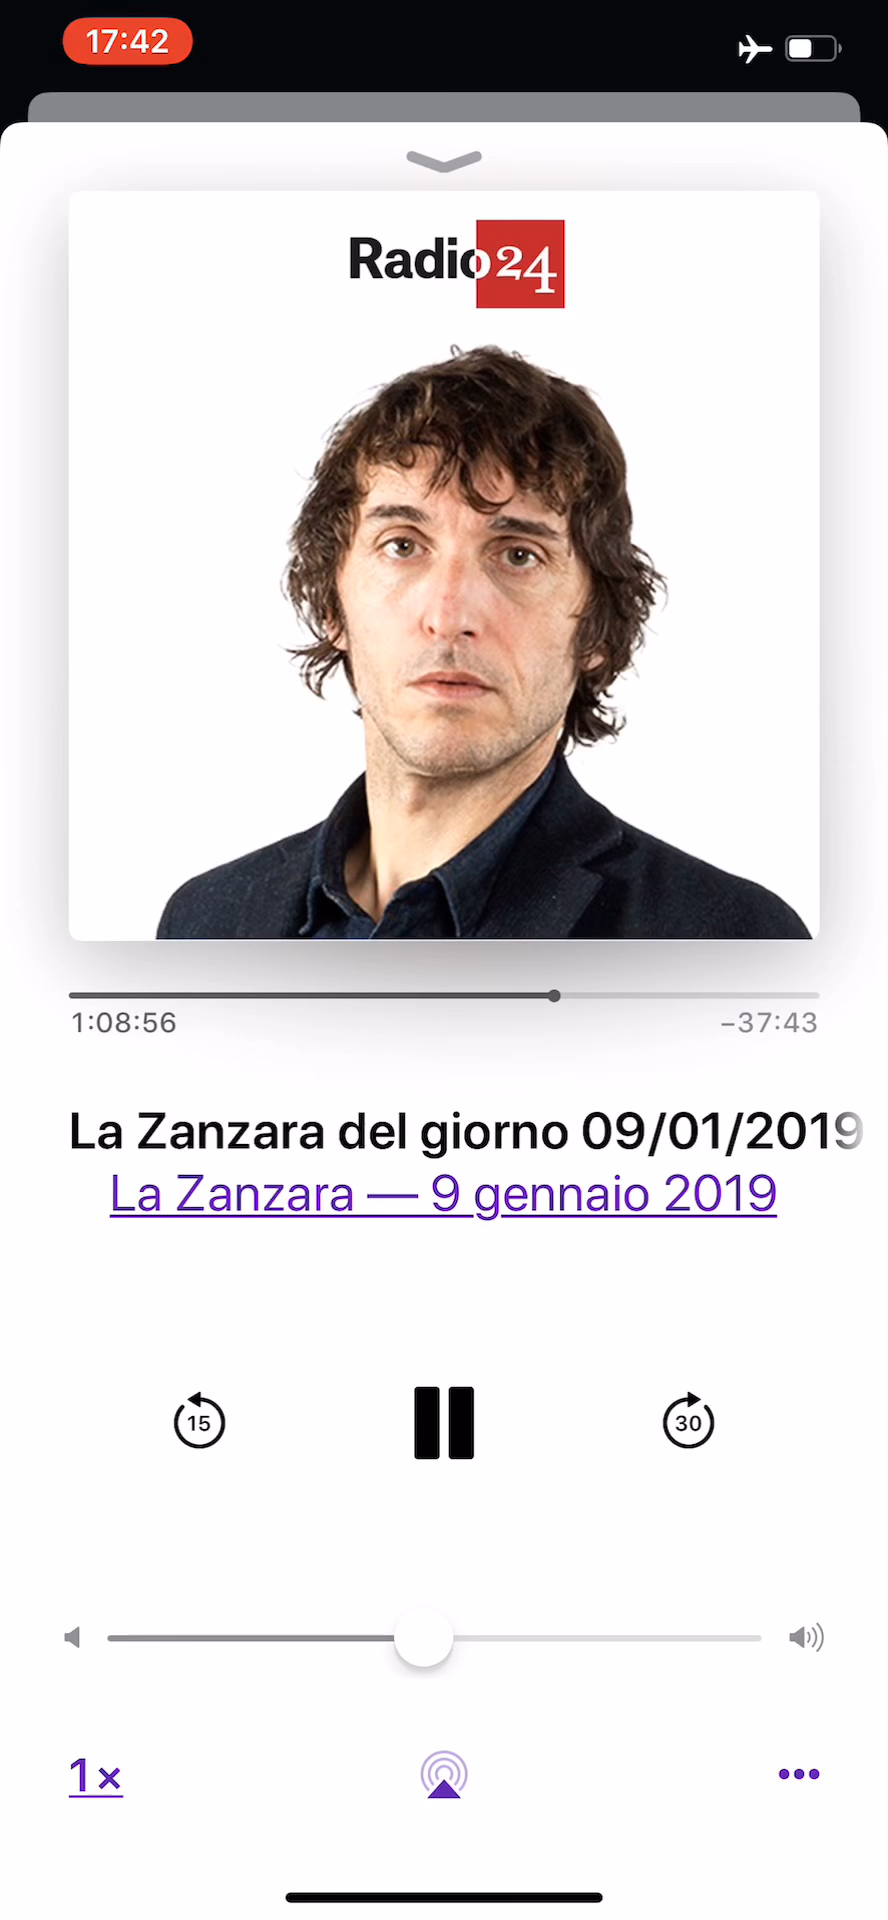 17:42
Radio24
1:08:56
−37:43
La Zanzara del giorno 09/01/2019
La Zanzara — 9 gennaio 2019
15
30
1×